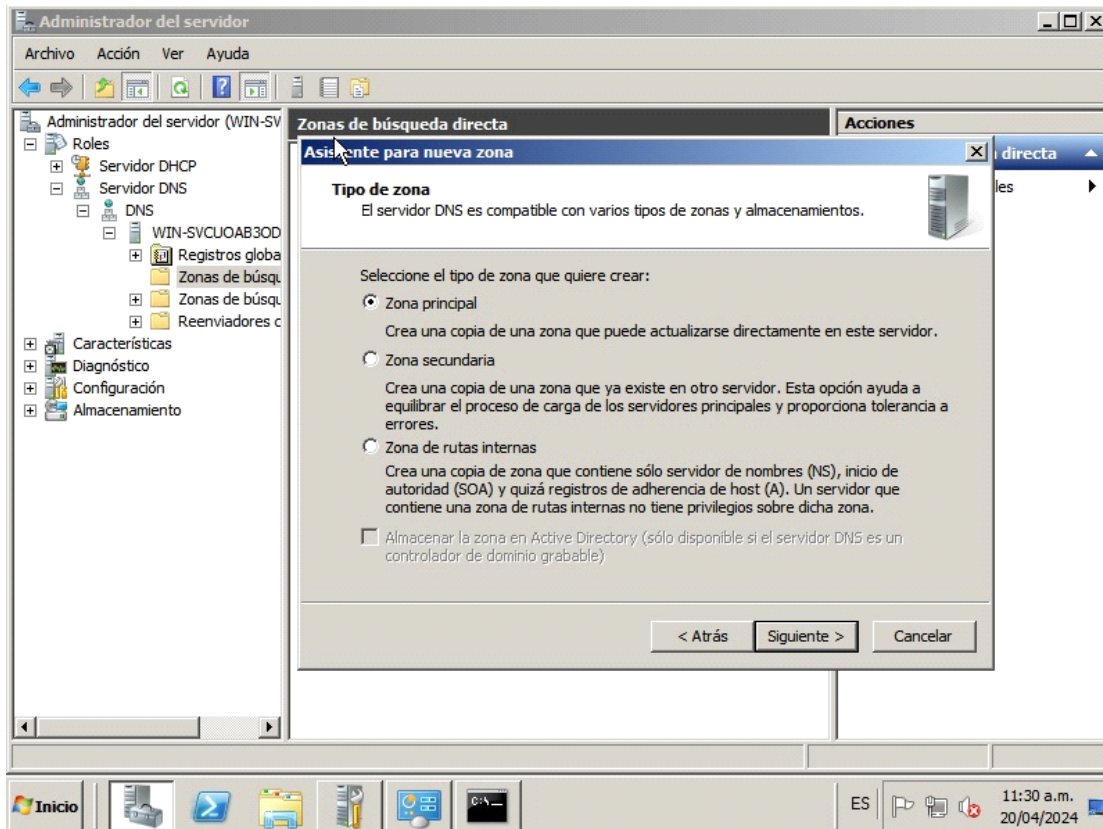 Administrador del servidor
Archivo Acción Ver Ayuda
Administrador del servidor (WIN-SV
Roles
Servidor DHCP
Servidor DNS
DNS
WIN-SVCUOAB3OD
Registros globa
Zonas de búsqu
Zonas de búsqu
Reenviadores c
Características
Diagnóstico
Configuración
Almacenamiento
Zonas de búsqueda directa
Acciones
directa
les
Asistente para nueva zona
Tipo de zona
El servidor DNS es compatible con varios tipos de zonas y almacenamientos.
Seleccione el tipo de zona que quiere crear:
Zona principal
Crea una copia de una zona que puede actualizarse directamente en este servidor.
Zona secundaria
Crea una copia de una zona que ya existe en otro servidor. Esta opción ayuda a
equilibrar el proceso de carga de los servidores principales y proporciona tolerancia a
errores.
Zona de rutas internas
Crea una copia de zona que contiene sólo servidor de nombres (NS), inicio de
autoridad (SOA) y quizá registros de adherencia de host (A). Un servidor que
contiene una zona de rutas internas no tiene privilegios sobre dicha zona.
Almacenar la zona en Active Directory (sólo disponible si el servidor DNS es un
controlador de dominio grabable)
< Atrás Siguiente > Cancelar
Inicio
C:\
ES
11:30 a.m.
20/04/2024